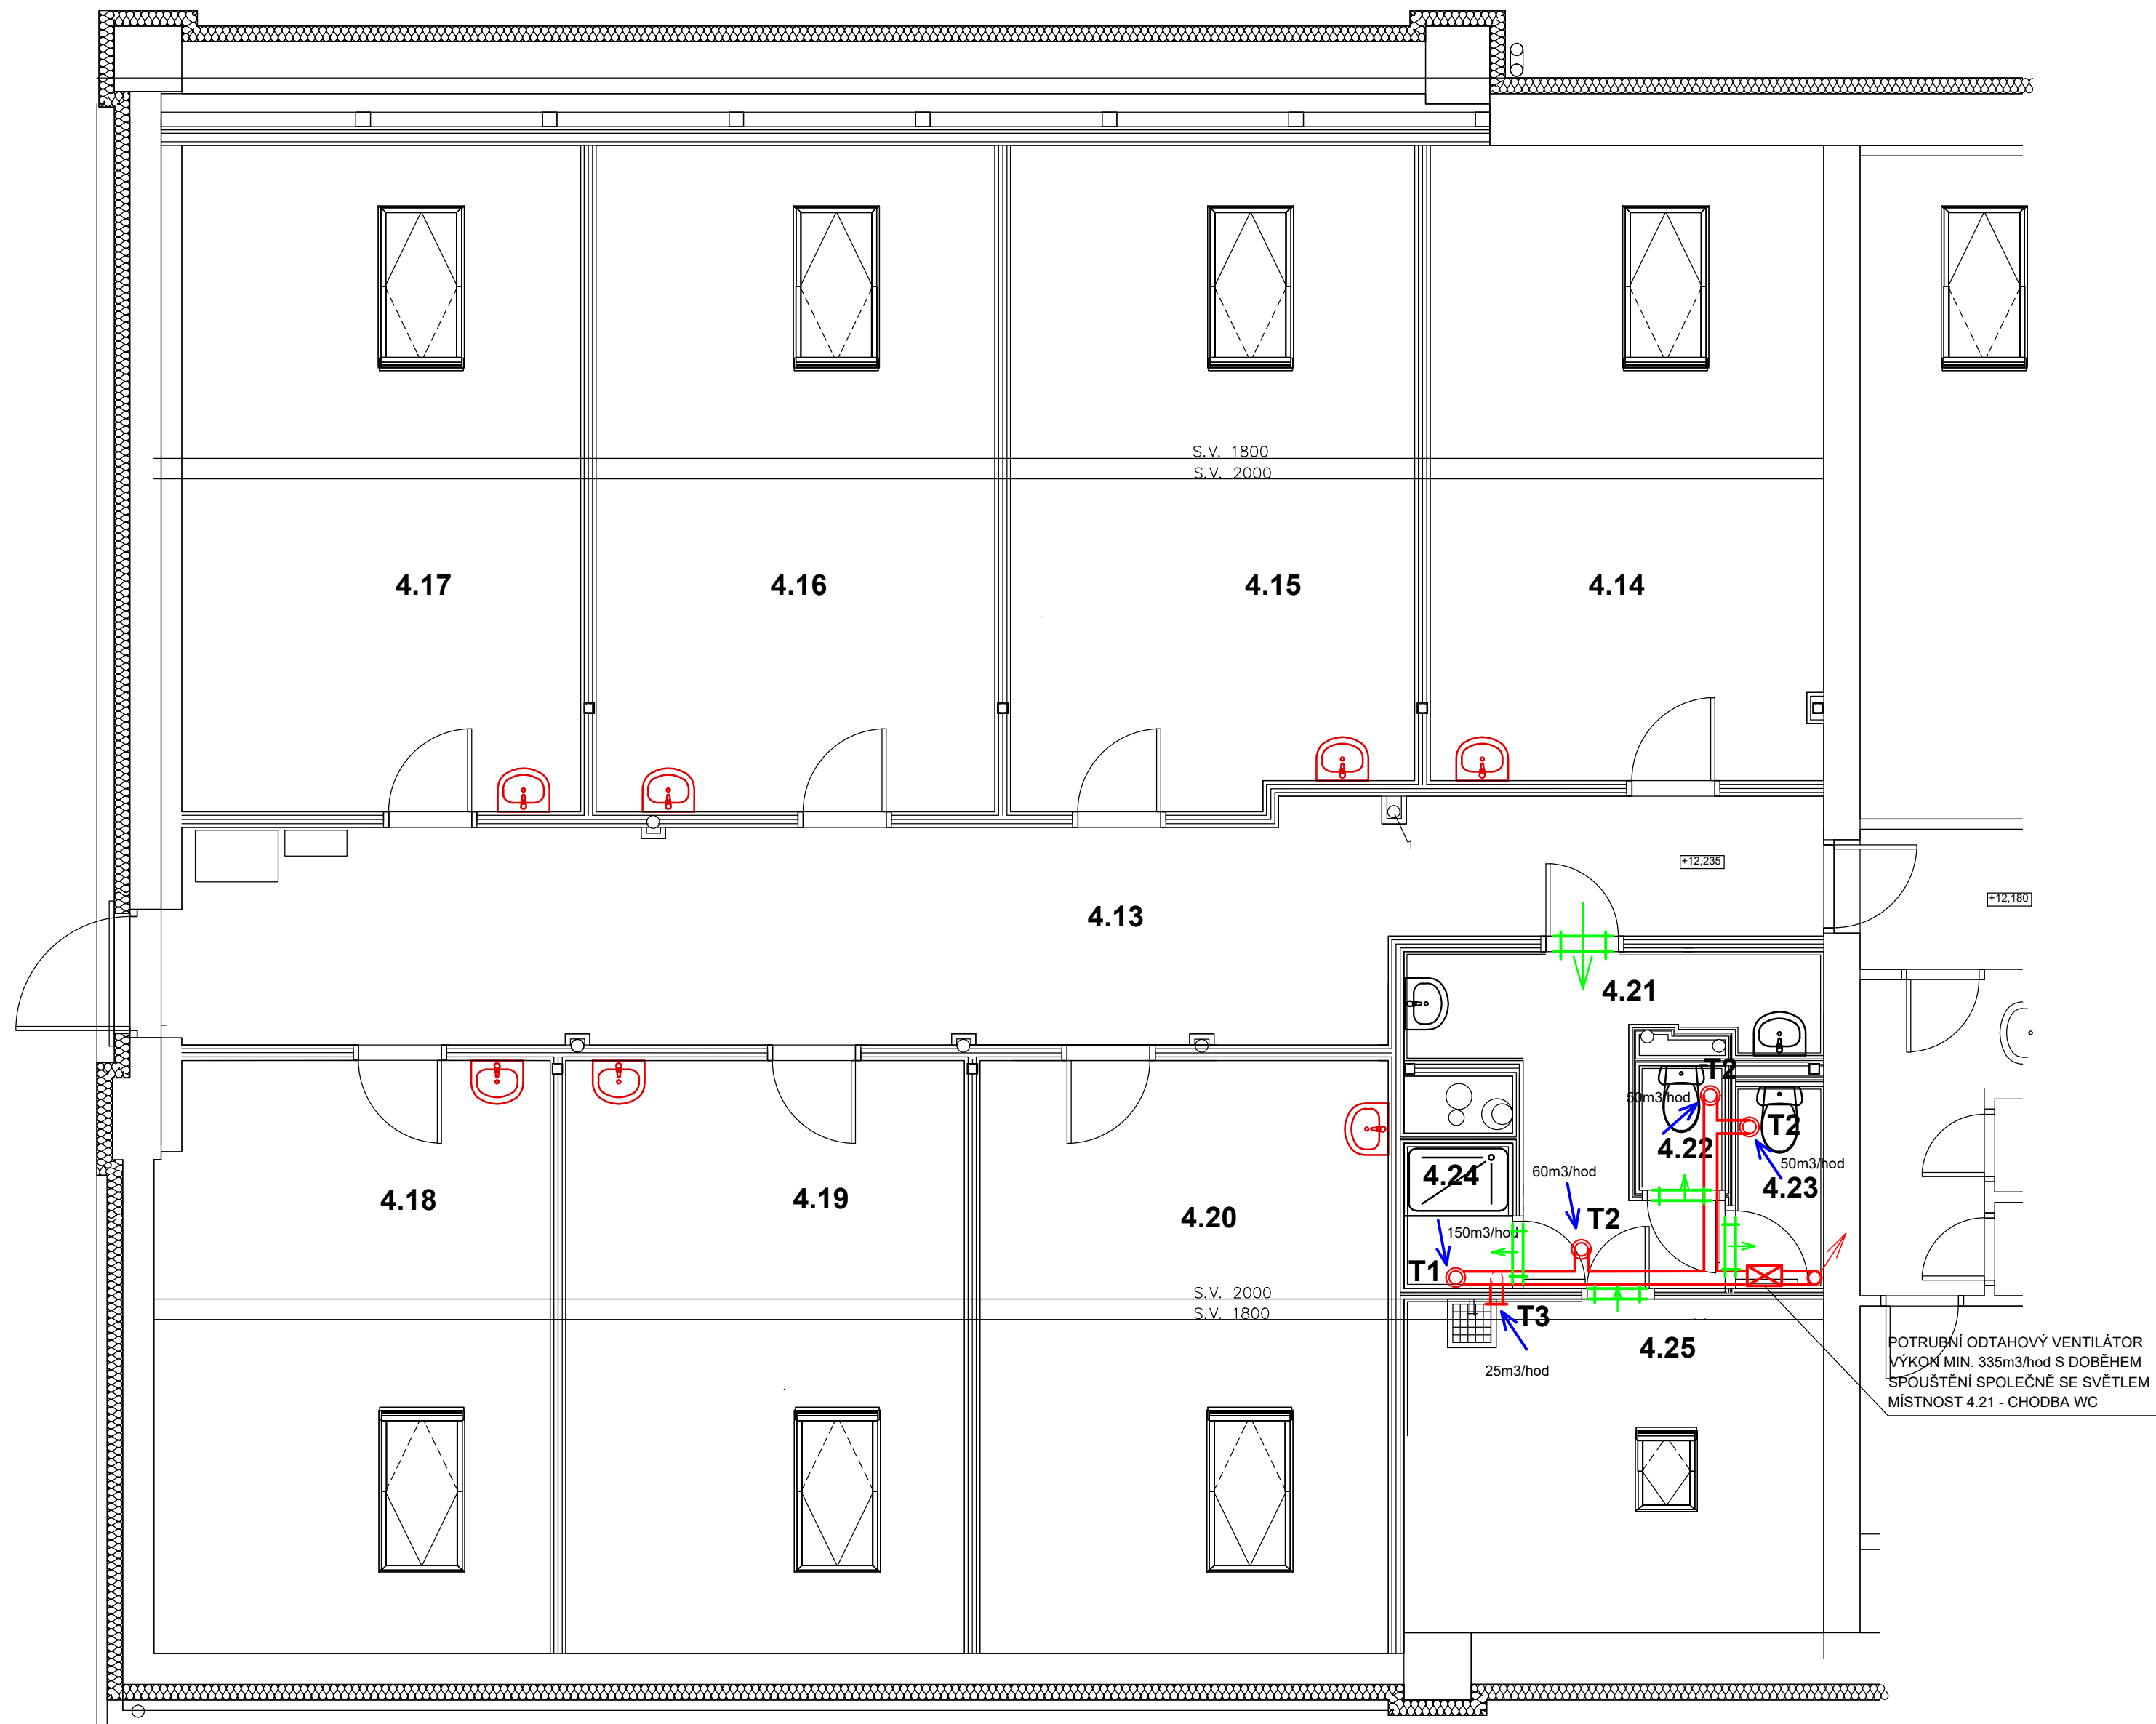 S.V. 1800
S.V. 2000
4.17
4.16
4.15
4.14
1
+12,235
+12,180
4.13
4.21
T2
50m3/hod
T2
4.22
50m3/hod
4.23
4.24
60m3/hod
4.18
4.19
4.20
T2
150m3/hod
T1
S.V. 2000
S.V. 1800
T3
4.25
25m3/hod
POTRUBNÍ ODTAHOVÝ VENTILÁTOR
VÝKON MIN. 335m3/hod S DOBĚHEM
SPOUŠTĚNÍ SPOLEČNĚ SE SVĚTLEM
MÍSTNOST 4.21 - CHODBA WC